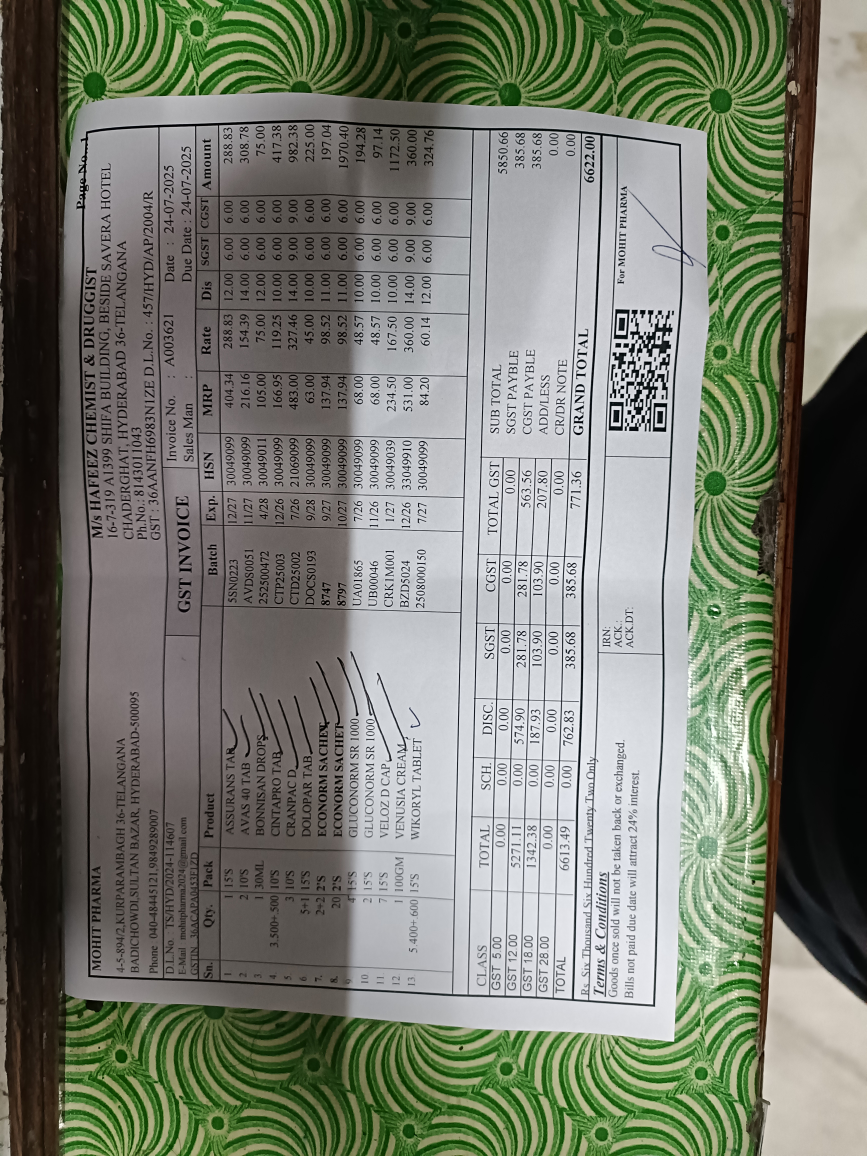 Page No...1
MOHIT PHARMA
4-5-894/2,KURPARAMBAGH 36-TELANGANA
BADICHOWDI,SULTAN BAZAR, HYDERABAD-500095
Phone 040-48445121,9849289007
D.L.No. TS/HYD/2024-114607
E-Mail mohitpharma2024@gmail.com
M/s HAFEEZ CHEMIST & DRUGGIST
16-7-319 A1399 SHIFA BUILDING, BESIDE SAVERA HOTEL
CHADERGHAT, HYDERABAD 36-TELANGANA
Ph.No.:8143011043
GST : 36AANFH6983N1ZE D.L.No. : 457/HYD/AP/2004/R
GST INVOICE
Invoice No. : A003621 Date : 24-07-2025
Sales Man : Due Date : 24-07-2025
Sn. Qty. Pack Product Batch Exp. HSN MRP Rate Dis SGST CGST Amount
1. 1 15'S ASSURANS TAB 5SN0223 12/27 30049099 404.34 288.83 12.00 6.00 6.00 288.83
2. 2 10'S AVAS 40 TAB AVDS0051 11/27 30049099 216.16 154.39 14.00 6.00 6.00 308.78
3. 1 30ML BONNISAN DROPS 252500472 4/28 30049011 105.00 75.00 12.00 6.00 6.00 75.00
4. 3.500+.500 10'S CINTAPRO TAB CTP25003 12/26 30049099 166.95 119.25 10.00 6.00 6.00 417.38
5. 3 10'S CRANPAC D CTD25002 7/26 21069099 483.00 327.46 14.00 9.00 9.00 982.38
6 5+1 15'S DOLOPAR TAB DOCS0193 9/28 30049099 63.00 45.00 10.00 6.00 6.00 225.00
7. 2+2 2'S ECONORM SACHET 8747 9/27 30049099 137.94 98.52 11.00 6.00 6.00 197.04
8. 20 2'S ECONORM SACHET 8797 10/27 30049099 137.94 98.52 11.00 6.00 6.00 1970.40
9 4 15'S GLUCONORM SR 1000 UA01865 7/26 30049099 68.00 48.57 10.00 6.00 6.00 194.28
10 2 15'S GLUCONORM SR 1000 UB00046 11/26 30049099 68.00 48.57 10.00 6.00 6.00 97.14
11. 7 15'S VELOZ D CAP CRK1M001 1/27 30049039 234.50 167.50 10.00 6.00 6.00 1172.50
12. 1 100GM VENUSIA CREAM BZD5024 12/26 33049910 531.00 360.00 14.00 9.00 9.00 360.00
13. 5.400+.600 15'S WIKORYL TABLET 2508000150 7/27 30049099 84.20 60.14 12.00 6.00 6.00 324.76
CLASS TOTAL SCH. DISC. SGST CGST TOTAL GST
GST 5.00 0.00 0.00 0.00 0.00 0.00 0.00
GST 12.00 5271.11 0.00 574.90 281.78 281.78 563.56
GST 18.00 1342.38 0.00 187.93 103.90 103.90 207.80
GST 28.00 0.00 0.00 0.00 0.00 0.00 0.00
TOTAL 6613.49 0.00 762.83 385.68 385.68 771.36
SUB TOTAL 5850.66
SGST PAYBLE 385.68
CGST PAYBLE 385.68
ADD/LESS 0.00
CR/DR NOTE 0.00
GRAND TOTAL 6622.00
Rs. Six Thousand Six Hundred Twenty Two Only
Terms & Conditions
Goods once sold will not be taken back or exchanged.
Bills not paid due date will attract 24% interest.
IRN:
ACK.:
ACK.DT:
For MOHIT PHARMA